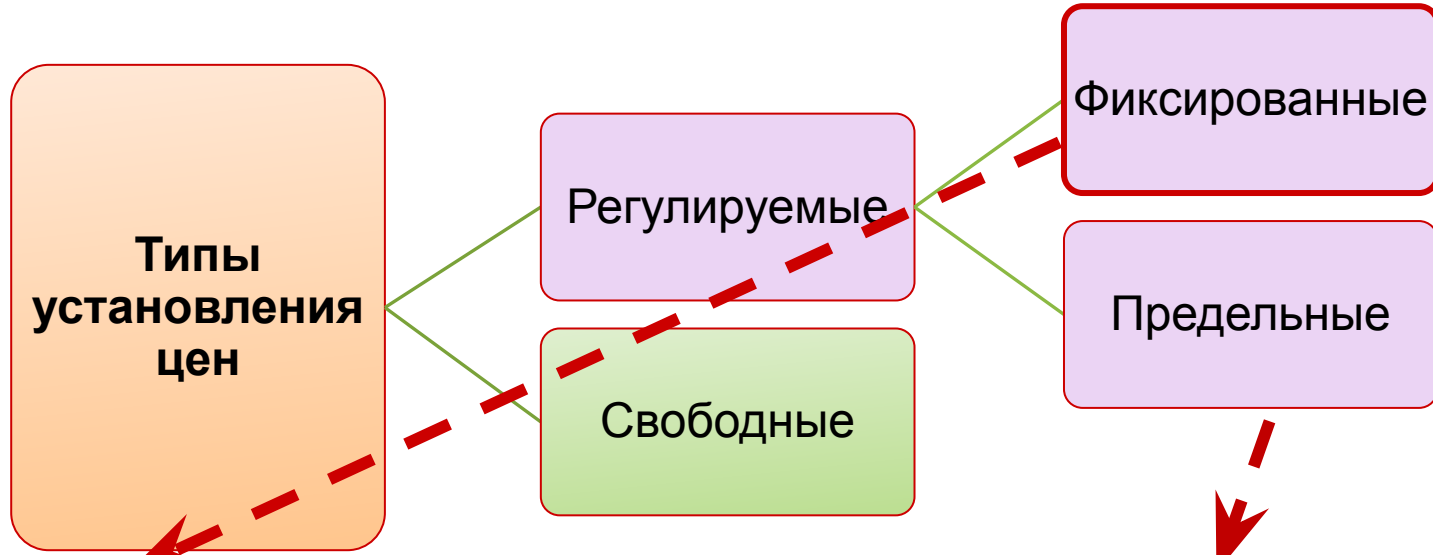 Типы
установления
цен
Регулируемые
Свободные
Фиксированные
Предельные